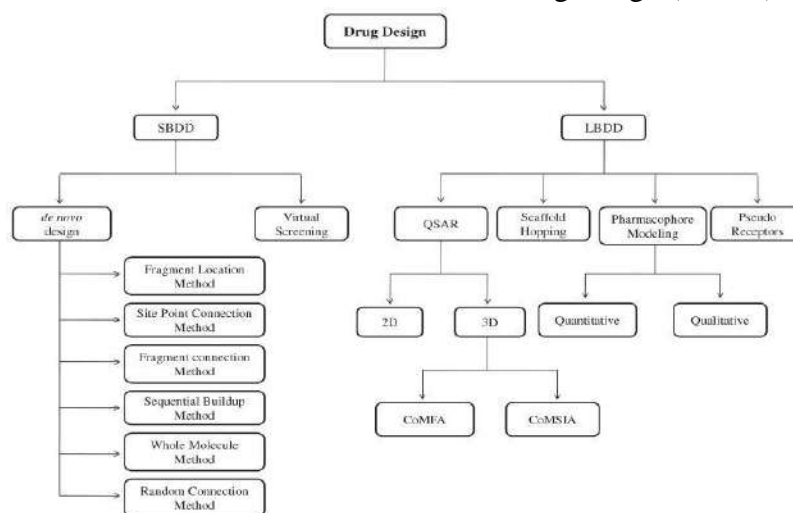 Drug Design
SBDD
LBDD
de novo
design
Virtual
Screening
QSAR
Scaffold
Hopping
Pharmacophore
Modeling
Pseudo
Receptors
Fragment Location
Method
Site Point Connection
Method
Fragment connection
Method
Sequential Buildup
Method
Whole Molecule
Method
Random Connection
Method
2D
3D
Quantitative
Qualitative
CoMFA
CoMSIA